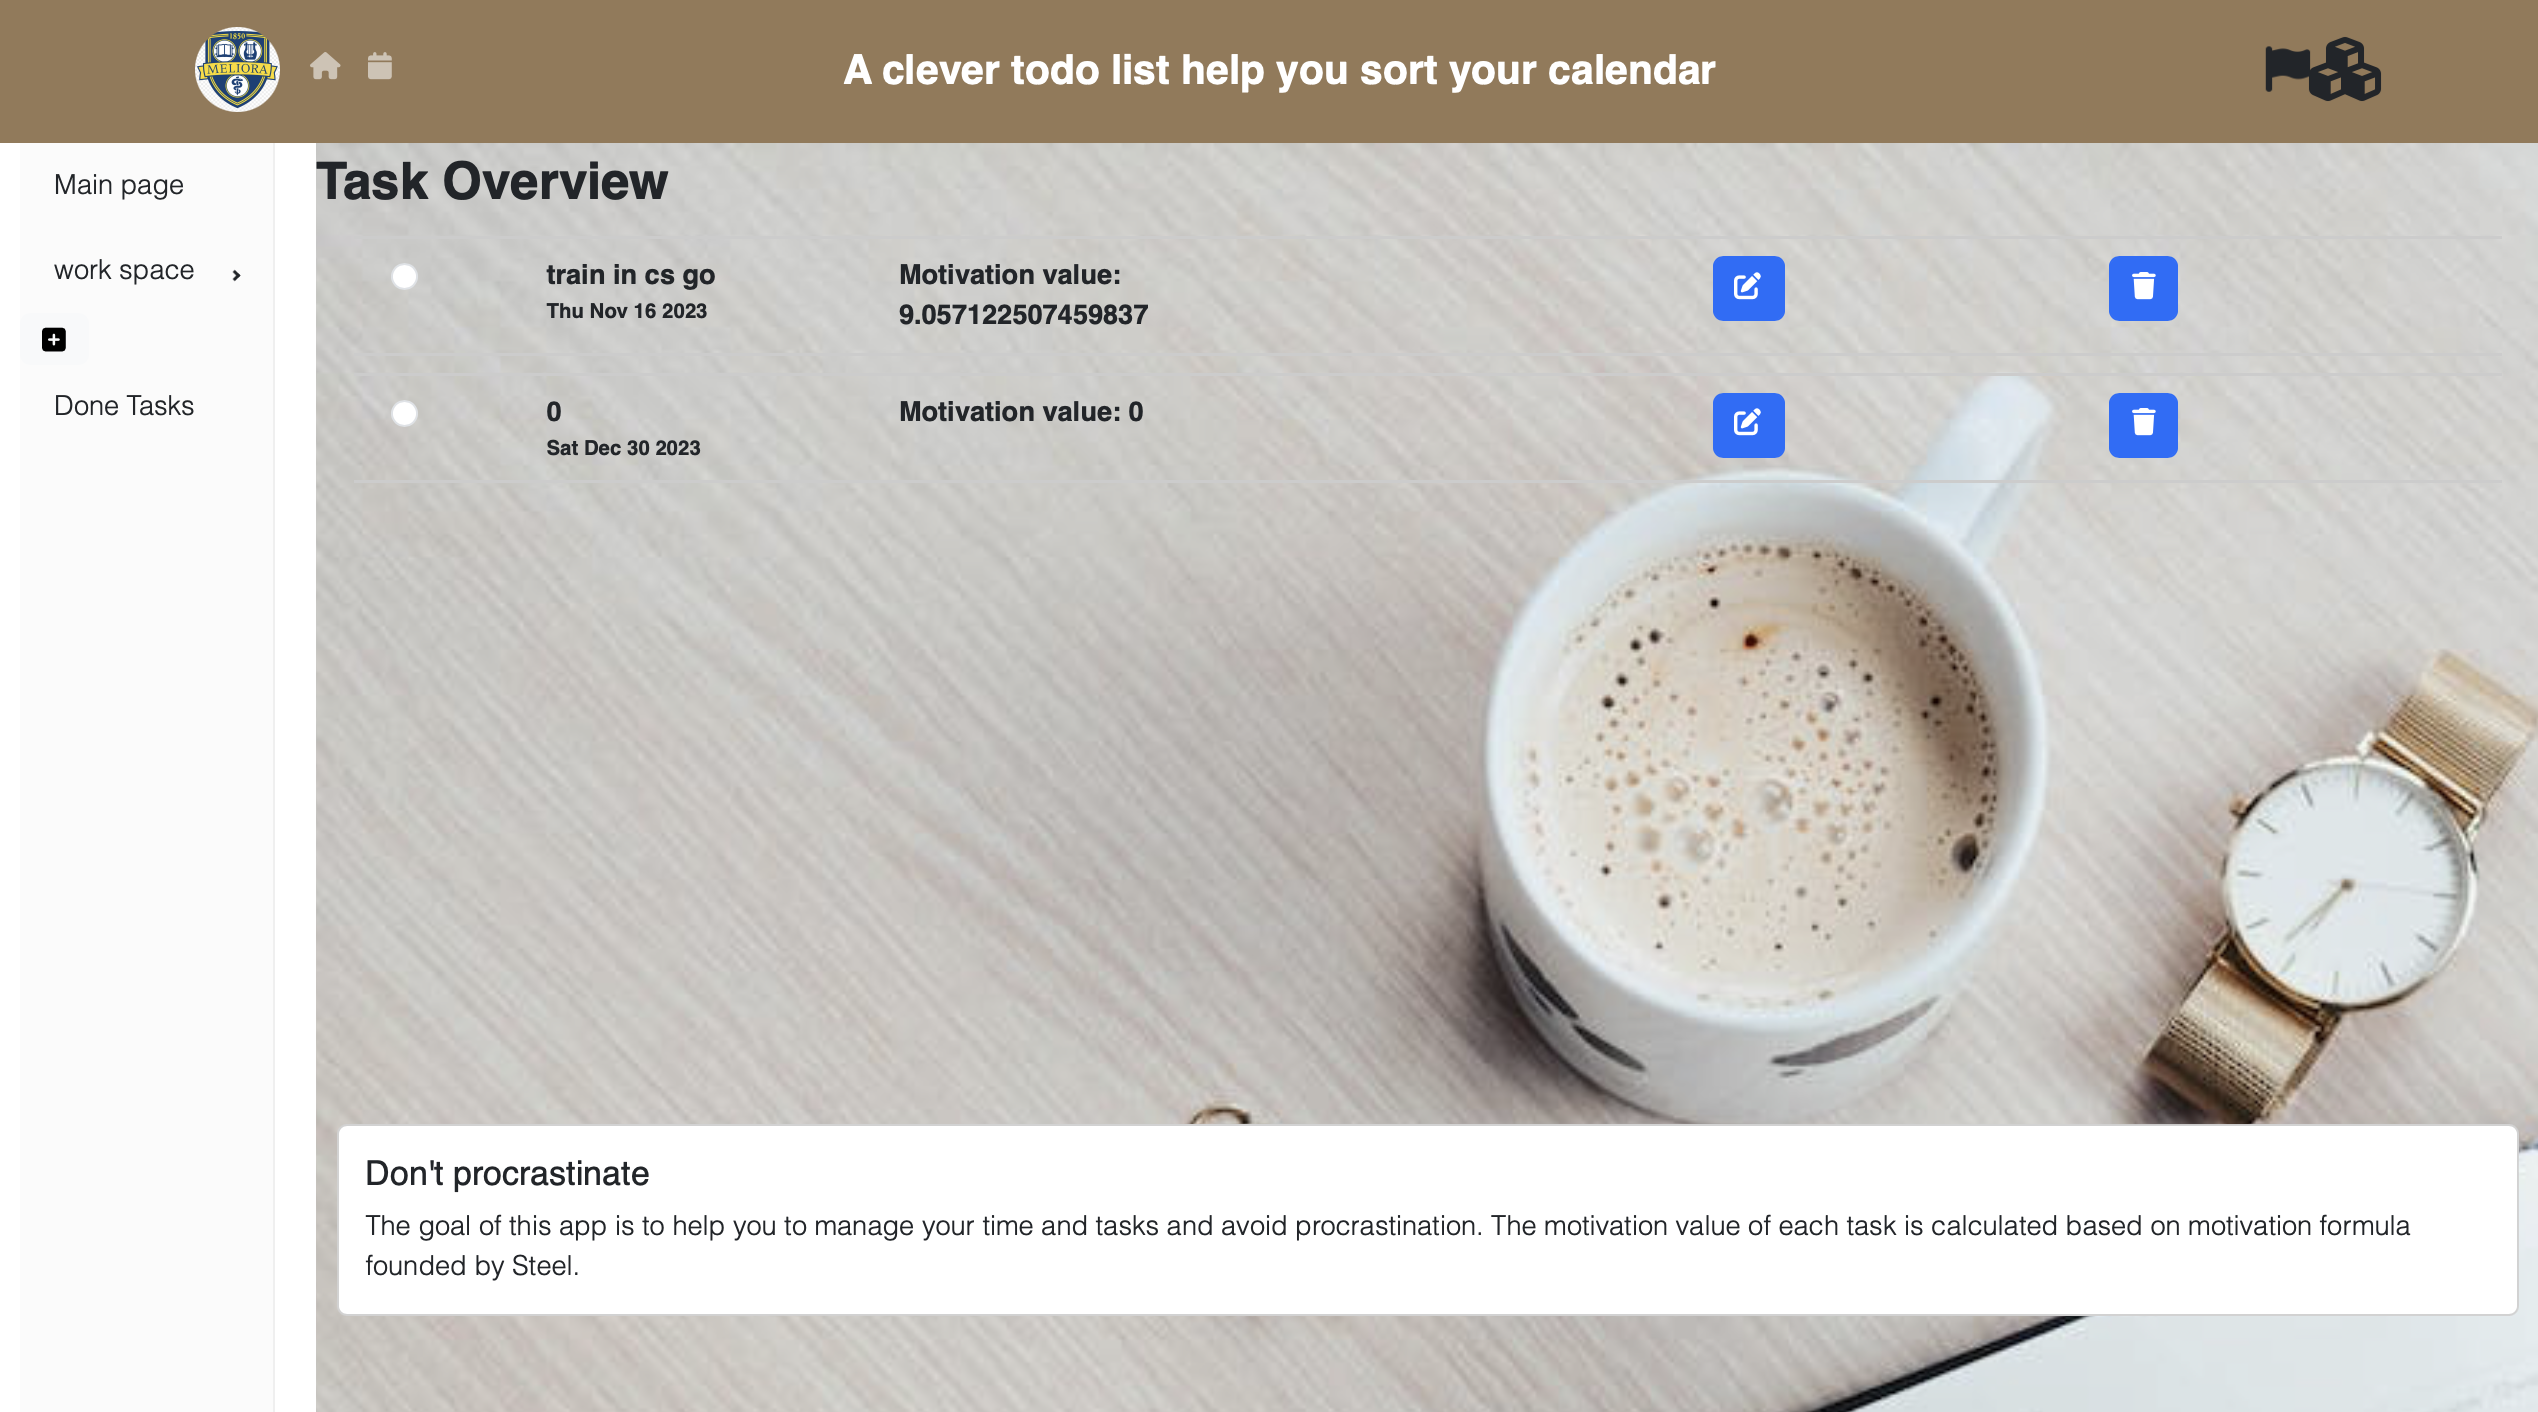 1850
MELIORA
A clever todo list help you sort your calendar
Main page
work space
Done Tasks
Task Overview
train in cs go
Thu Nov 16 2023
Motivation value:
9.057122507459837
0
Sat Dec 30 2023
Motivation value: 0
Don't procrastinate
The goal of this app is to help you to manage your time and tasks and avoid procrastination. The motivation value of each task is calculated based on motivation formula
founded by Steel.